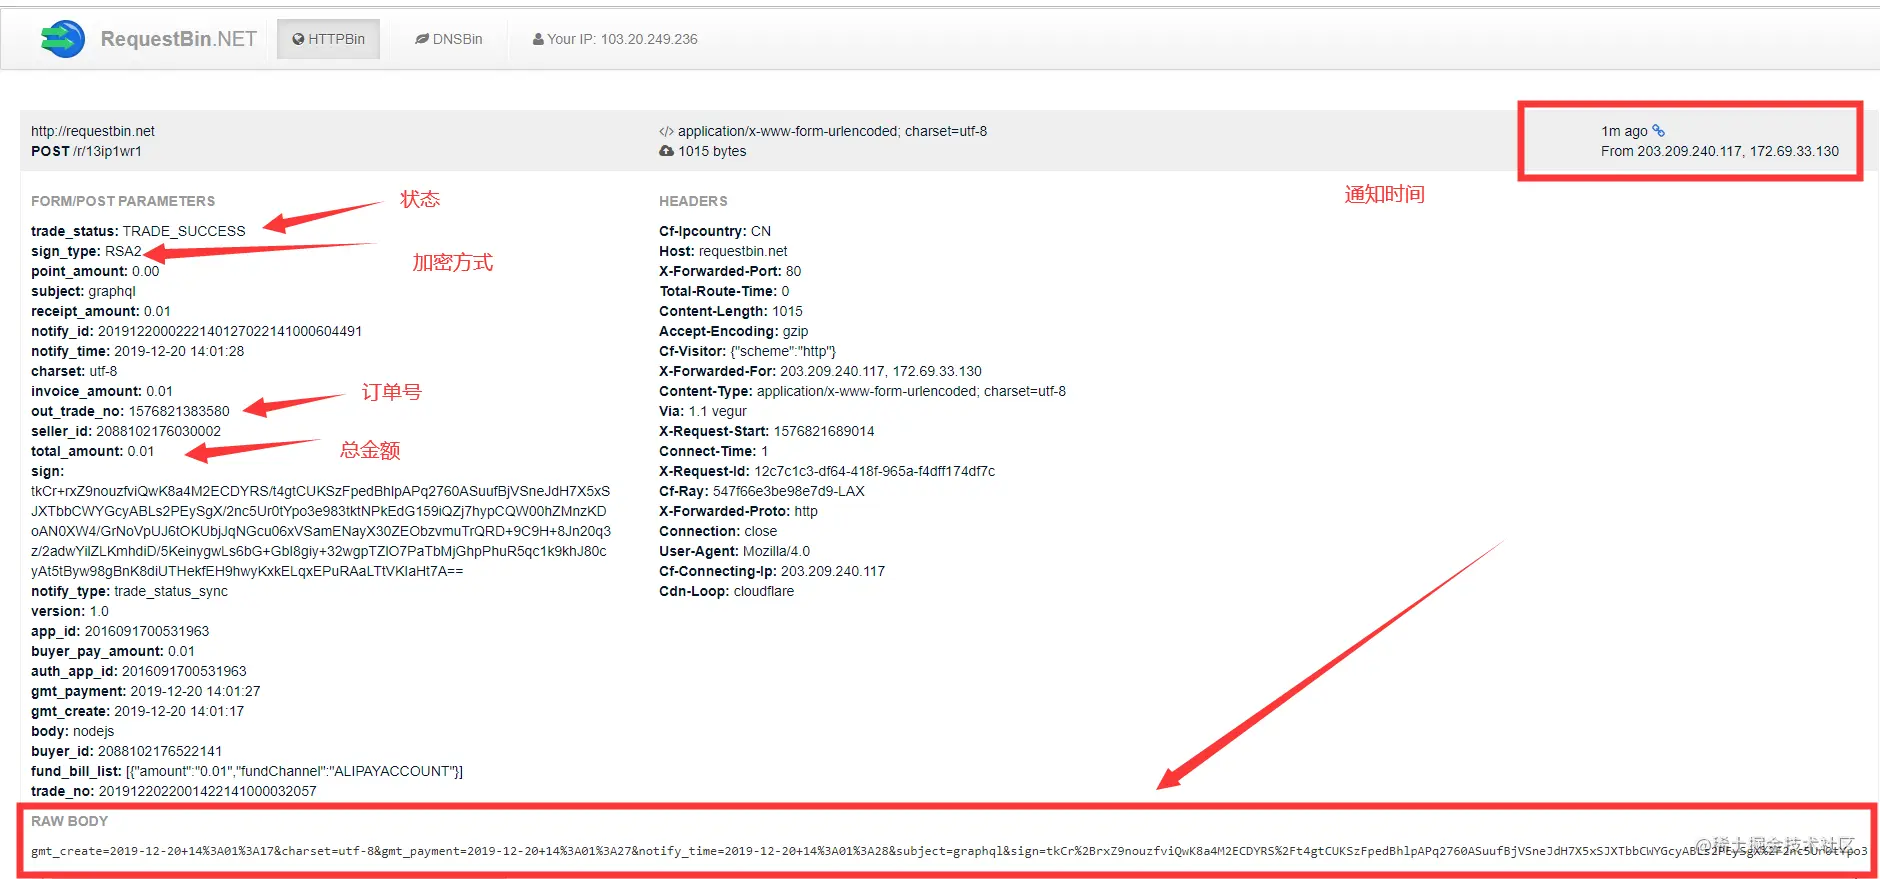 RequestBin.NET
HTTPBin
DNSBin
Your IP: 103.20.249.236
http://requestbin.net
POST /r/13ip1wr1
</> application/x-www-form-urlencoded; charset=utf-8
1015 bytes
1m ago
From 203.209.240.117, 172.69.33.130
通知时间
FORM/POST PARAMETERS
状态
trade_status: TRADE_SUCCESS
sign_type: RSA2
加密方式
point_amount: 0.00
subject: graphql
receipt_amount: 0.01
notify_id: 2019122000222140127022141000604491
notify_time: 2019-12-20 14:01:28
charset: utf-8
invoice_amount: 0.01
订单号
out_trade_no: 1576821383580
seller_id: 2088102176030002
total_amount: 0.01
总金额
sign:
tkCr+rxZ9nouzfviQwK8a4M2ECDYRS/t4gtCUKSzFpedBhlpAPq2760ASuufBjVSneJdH7X5xS
JXTbbCWYGcyABLs2PEySgX/2nc5Ur0tYpo3e983tktNPkEdG159iQZj7hypCQW00hZMnzKD
oAN0XW4/GrNoVpUJ6tOKUbjJqNGcu06xVSamENayX30ZEObzvmuTrQRD+9C9H+8Jn20q3
z/2adwYilZLKmhdiD/5KeinygwLs6bG+GbI8giy+32wgpTZlO7PaTbMjGhpPhuR5qc1k9khJ80c
yAt5tByw98gBnK8diUTHekfEH9hwyKxkELqxEPuRAaLTtVKlaHt7A==
notify_type: trade_status_sync
version: 1.0
app_id: 2016091700531963
buyer_pay_amount: 0.01
auth_app_id: 2016091700531963
gmt_payment: 2019-12-20 14:01:27
gmt_create: 2019-12-20 14:01:17
body: nodejs
buyer_id: 2088102176522141
fund_bill_list: [{"amount":"0.01","fundChannel":"ALIPAYACCOUNT"}]
trade_no: 2019122022001422141000032057
HEADERS
Cf-Ipcountry: CN
Host: requestbin.net
X-Forwarded-Port: 80
Total-Route-Time: 0
Content-Length: 1015
Accept-Encoding: gzip
Cf-Visitor: {"scheme":"http"}
X-Forwarded-For: 203.209.240.117, 172.69.33.130
Content-Type: application/x-www-form-urlencoded; charset=utf-8
Via: 1.1 vegur
X-Request-Start: 1576821689014
Connect-Time: 1
X-Request-Id: 12c7c1c3-df64-418f-965a-f4dff174df7c
Cf-Ray: 547f66e3be98e7d9-LAX
X-Forwarded-Proto: http
Connection: close
User-Agent: Mozilla/4.0
Cf-Connecting-Ip: 203.209.240.117
Cdn-Loop: cloudflare
RAW BODY
gmt_create=2019-12-20+14%3A01%3A17&charset=utf-8&gmt_payment=2019-12-20+14%3A01%3A27&notify_time=2019-12-20+14%3A01%3A28&subject=graphql&sign=tkCr%2BrxZ9nouzfviQwK8a4M2ECDYRS%2Ft4gtCUKSzFpedBhlpAPq2760ASuufBjVSneJdH7X5xSJXTbbCWYGcyABLs2PEySgX%2F2nc5Ur0tYpo3
@稀土掘金技术社区